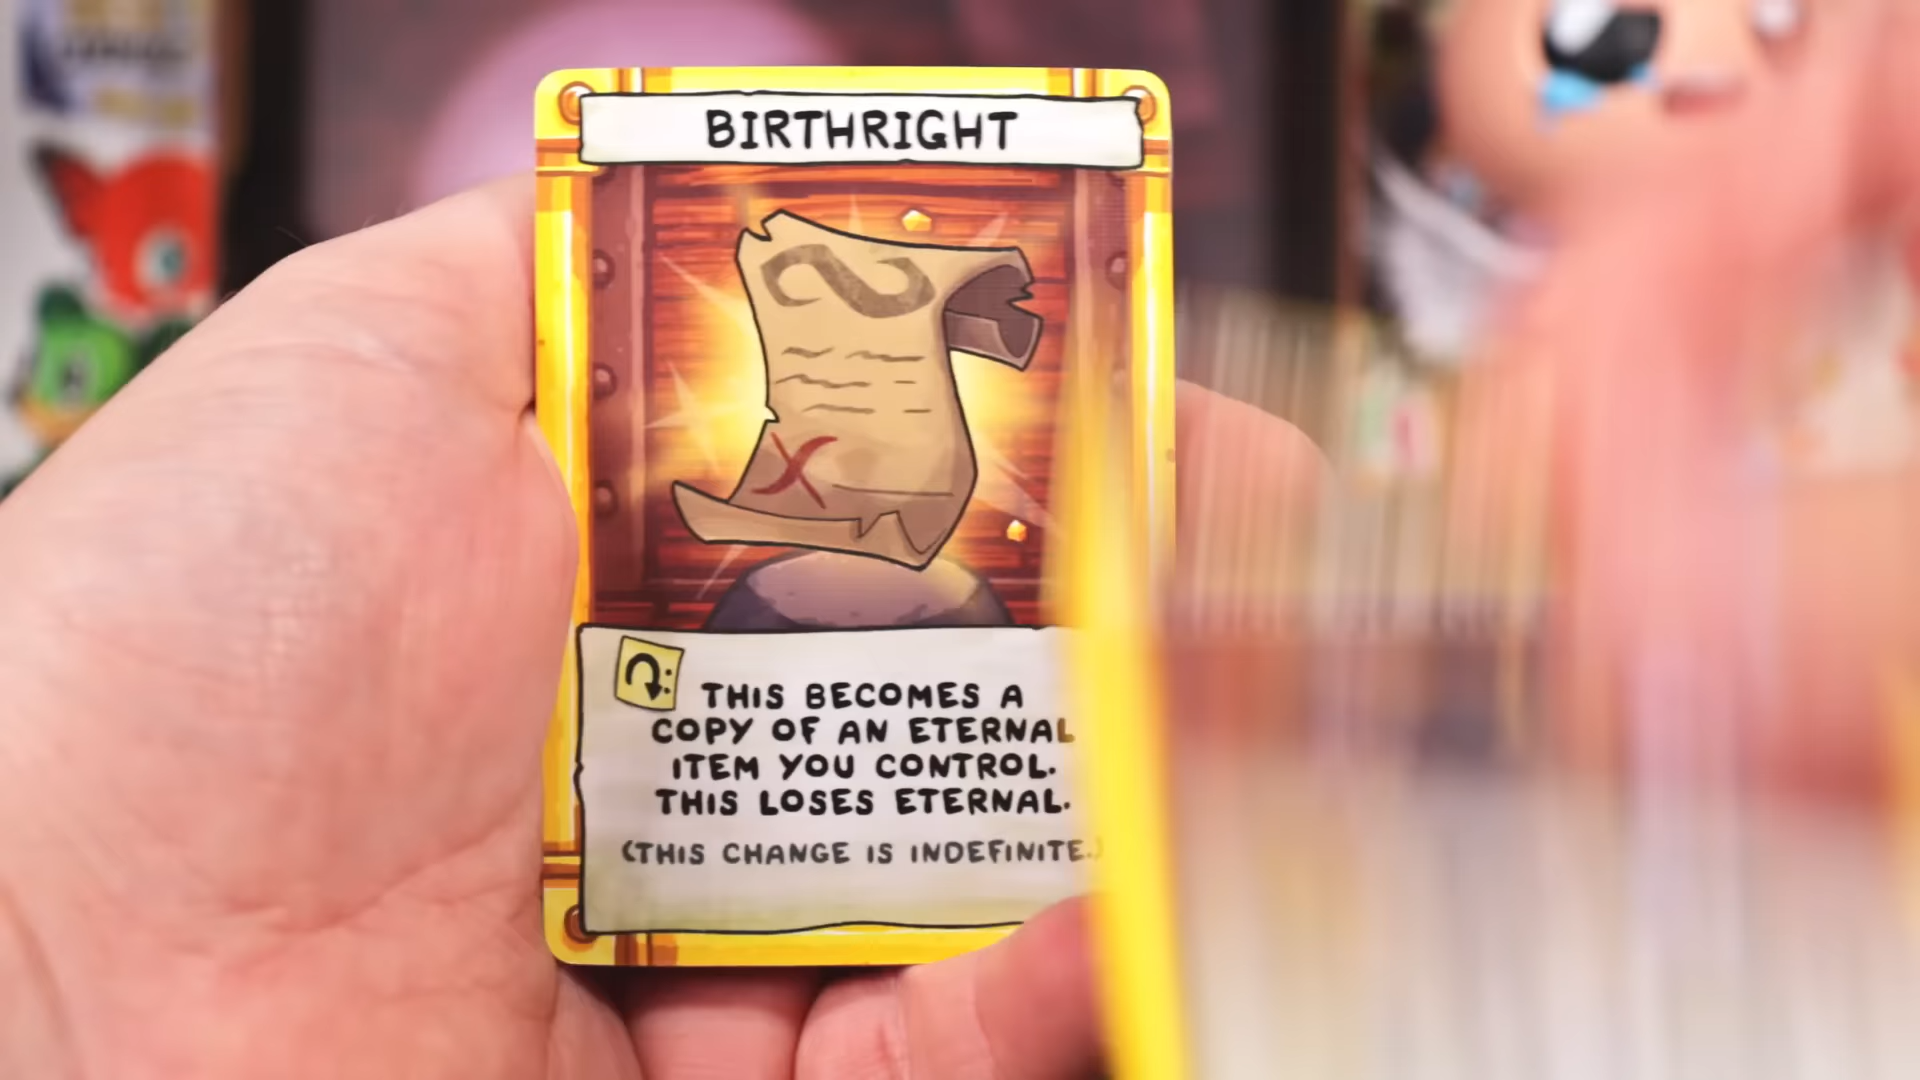 BIRTHRIGHT
THIS BECOMES A
COPY OF AN ETERNAL
ITEM YOU CONTROL.
THIS LOSES ETERNAL.
(THIS CHANGE IS INDEFINITE.)